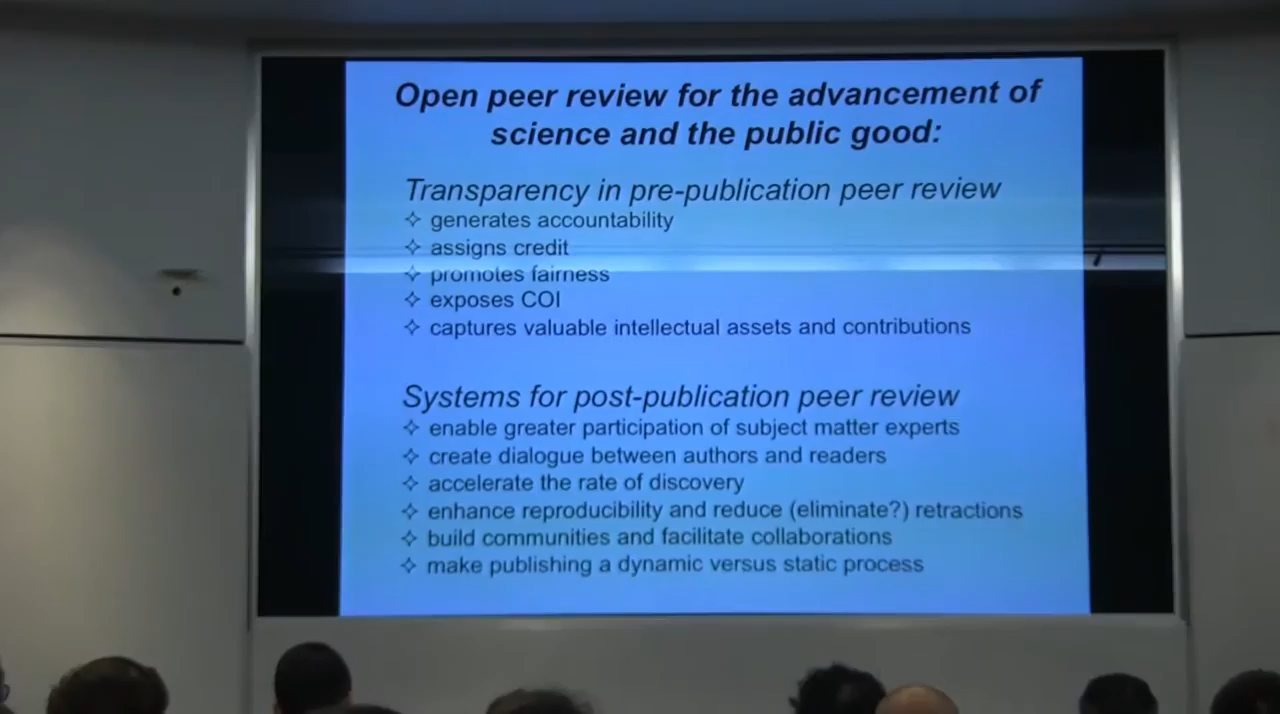 Open peer review for the advancement of
science and the public good:
Transparency in pre-publication peer review
✧ generates accountability
✧ assigns credit
✧ promotes fairness
✧ exposes COI
✧ captures valuable intellectual assets and contributions
Systems for post-publication peer review
✧ enable greater participation of subject matter experts
✧ create dialogue between authors and readers
✧ accelerate the rate of discovery
✧ enhance reproducibility and reduce (eliminate?) retractions
✧ build communities and facilitate collaborations
✧ make publishing a dynamic versus static process